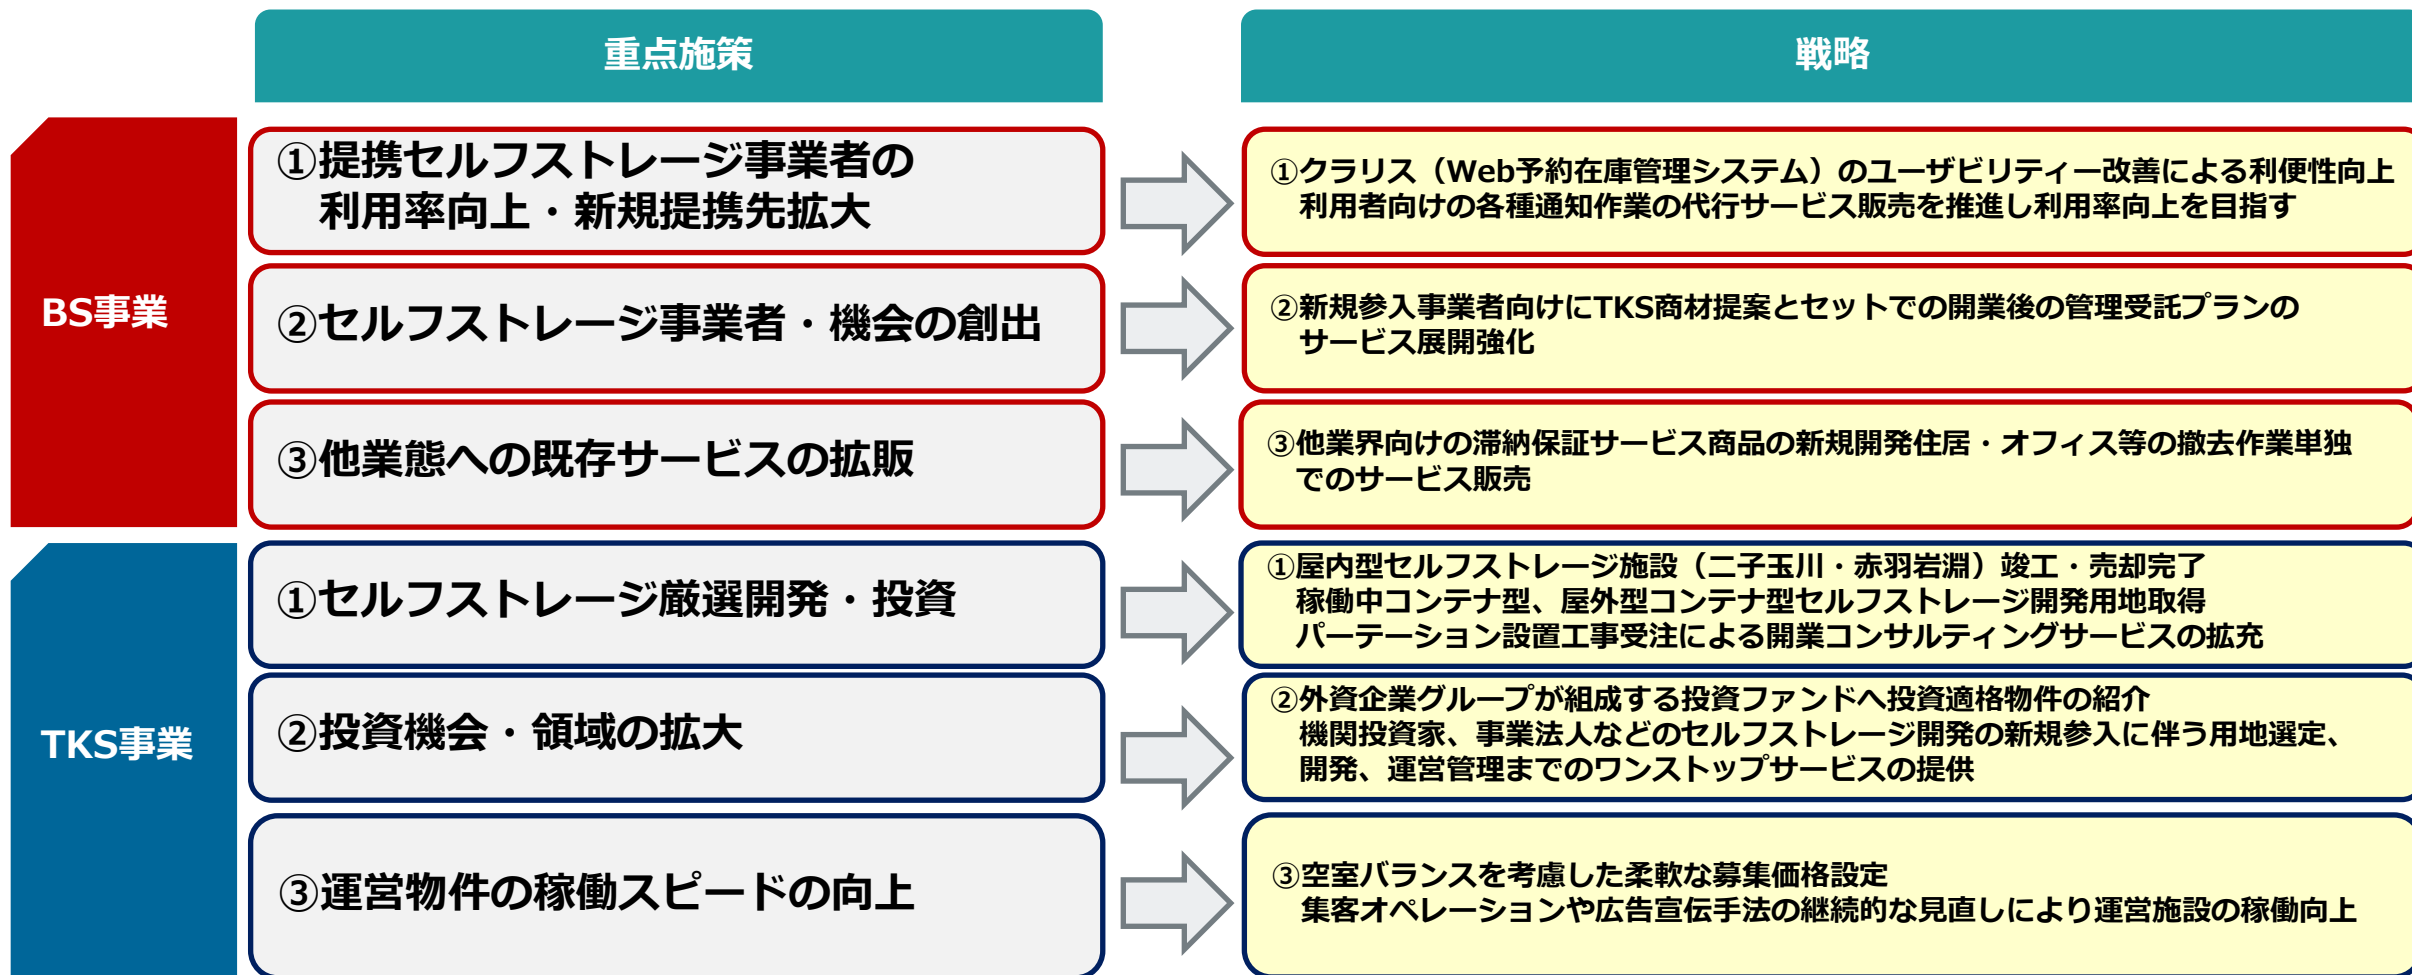 重点施策
戦略
BS事業
①提携セルフストレージ事業者の
利用率向上・新規提携先拡大
①クラリス（Web予約在庫管理システム）のユーザビリティー改善による利便性向上
利用者向けの各種通知作業の代行サービス販売を推進し利用率向上を目指す
②セルフストレージ事業者・機会の創出
②新規参入事業者向けにTKS商材提案とセットでの開業後の管理受託プランの
サービス展開強化
③他業態への既存サービスの拡販
③他業界向けの滞納保証サービス商品の新規開発住居・オフィス等の撤去作業単独
でのサービス販売
TKS事業
①セルフストレージ厳選開発・投資
①屋内型セルフストレージ施設（二子玉川・赤羽岩淵）竣工・売却完了
稼働中コンテナ型、屋外型コンテナ型セルフストレージ開発用地取得
パーテーション設置工事受注による開業コンサルティングサービスの拡充
②投資機会・領域の拡大
②外資企業グループが組成する投資ファンドへ投資適格物件の紹介
機関投資家、事業法人などのセルフストレージ開発の新規参入に伴う用地選定、
開発、運営管理までのワンストップサービスの提供
③運営物件の稼働スピードの向上
③空室バランスを考慮した柔軟な募集価格設定
集客オペレーションや広告宣伝手法の継続的な見直しにより運営施設の稼働向上